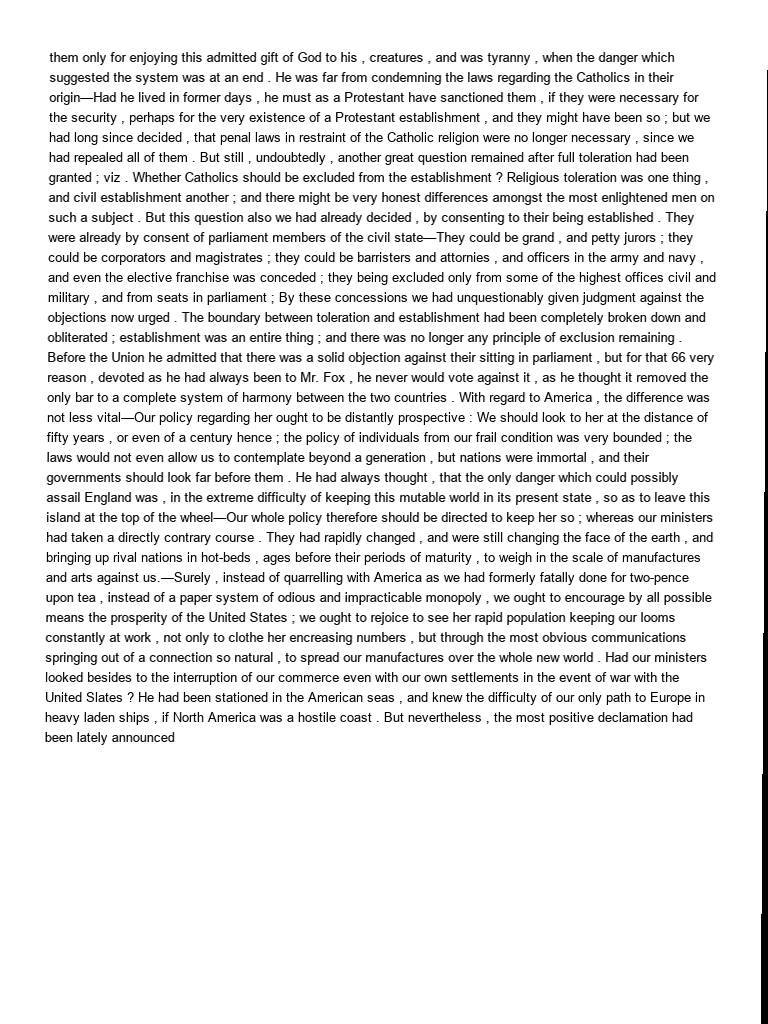 them only for enjoying this admitted gift of God to his , creatures , and was tyranny , when the danger which
suggested the system was at an end . He was far from condemning the laws regarding the Catholics in their
origin—Had he lived in former days , he must as a Protestant have sanctioned them , if they were necessary for
the security , perhaps for the very existence of a Protestant establishment , and they might have been so ; but we
had long since decided , that penal laws in restraint of the Catholic religion were no longer necessary , since we
had repealed all of them . But still , undoubtedly , another great question remained after full toleration had been
granted ; viz . Whether Catholics should be excluded from the establishment ? Religious toleration was one thing ,
and civil establishment another ; and there might be very honest differences amongst the most enlightened men on
such a subject . But this question also we had already decided , by consenting to their being established . They
were already by consent of parliament members of the civil state—They could be grand , and petty jurors ; they
could be corporators and magistrates ; they could be barristers and attornies , and officers in the army and navy ,
and even the elective franchise was conceded ; they being excluded only from some of the highest offices civil and
military , and from seats in parliament ; By these concessions we had unquestionably given judgment against the
objections now urged . The boundary between toleration and establishment had been completely broken down and
obliterated ; establishment was an entire thing ; and there was no longer any principle of exclusion remaining .
Before the Union he admitted that there was a solid objection against their sitting in parliament , but for that 66 very
reason , devoted as he had always been to Mr. Fox , he never would vote against it , as he thought it removed the
only bar to a complete system of harmony between the two countries . With regard to America , the difference was
not less vital—Our policy regarding her ought to be distantly prospective : We should look to her at the distance of
fifty years , or even of a century hence ; the policy of individuals from our frail condition was very bounded ; the
laws would not even allow us to contemplate beyond a generation , but nations were immortal , and their
governments should look far before them . He had always thought , that the only danger which could possibly
assail England was , in the extreme difficulty of keeping this mutable world in its present state , so as to leave this
island at the top of the wheel—Our whole policy therefore should be directed to keep her so ; whereas our ministers
had taken a directly contrary course . They had rapidly changed , and were still changing the face of the earth , and
bringing up rival nations in hot-beds , ages before their periods of maturity , to weigh in the scale of manufactures
and arts against us.—Surely , instead of quarrelling with America as we had formerly fatally done for two-pence
upon tea , instead of a paper system of odious and impracticable monopoly , we ought to encourage by all possible
means the prosperity of the United States ; we ought to rejoice to see her rapid population keeping our looms
constantly at work , not only to clothe her encreasing numbers , but through the most obvious communications
springing out of a connection so natural , to spread our manufactures over the whole new world . Had our ministers
looked besides to the interruption of our commerce even with our own settlements in the event of war with the
United Slates ? He had been stationed in the American seas , and knew the difficulty of our only path to Europe in
heavy laden ships , if North America was a hostile coast . But nevertheless , the most positive declamation had
been lately announced